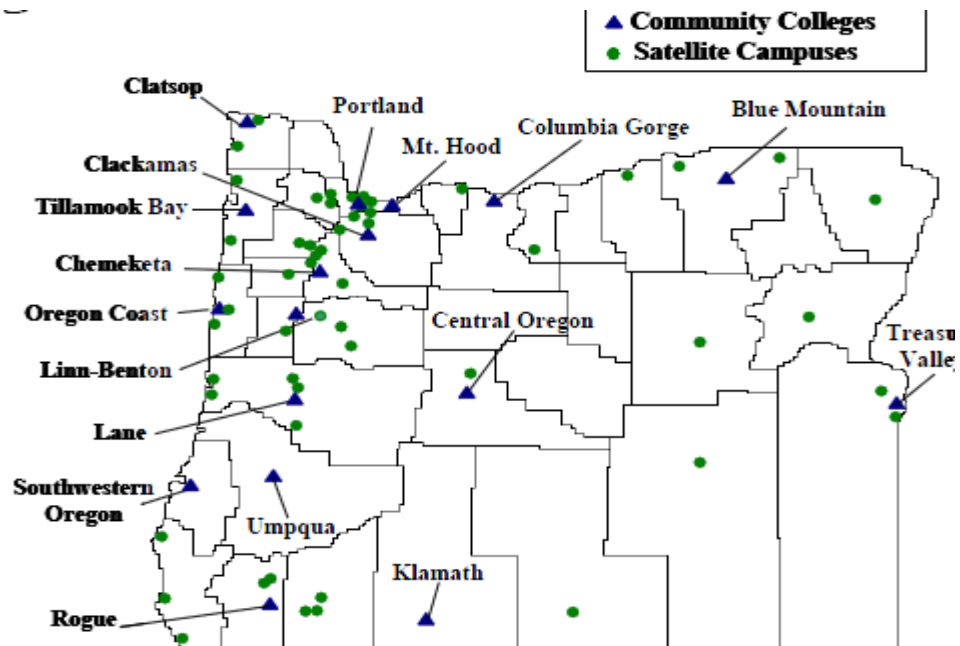 Community Colleges
Satellite Campuses
Clatsop
Portland
Blue Mountain
Columbia Gorge
Mt. Hood
Clackamas
Tillamook Bay
Chemeketa
Oregon Coast
Central Oregon
Treasu
Valley
Linn-Benton
Lane
Southwestern
Oregon
Umpqua
Klamath
Rogue